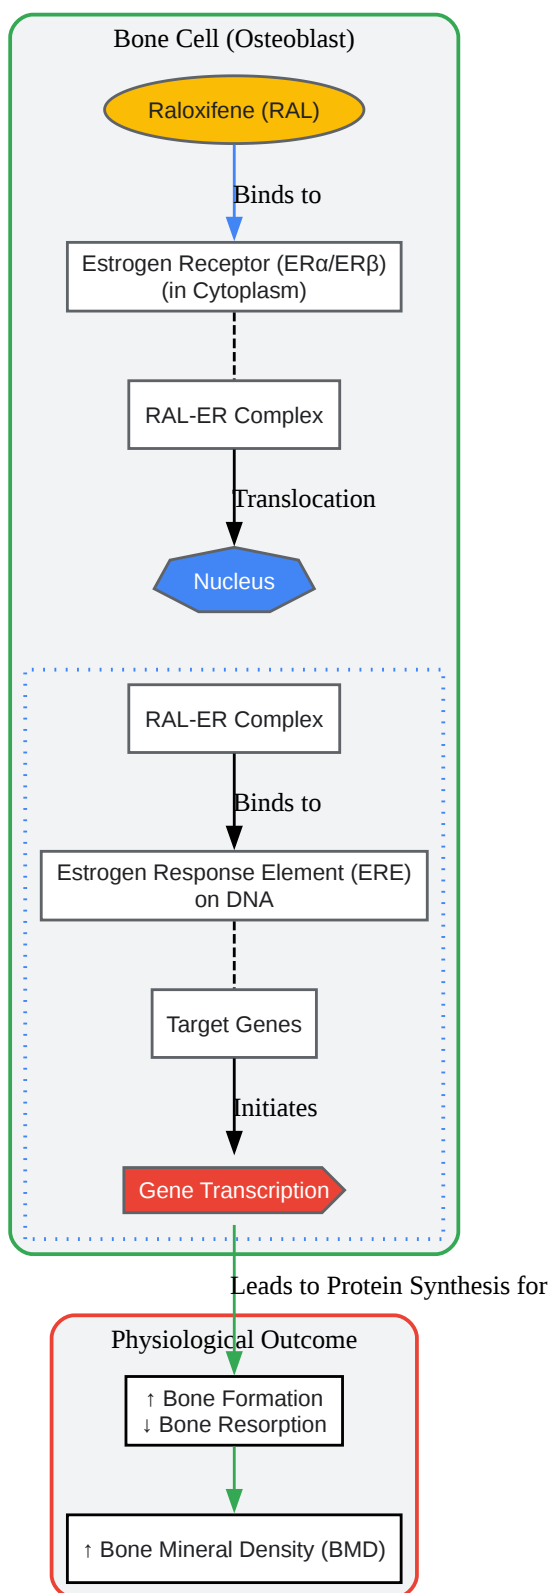 Bone Cell (Osteoblast)
Raloxifene (RAL)
Binds to
Estrogen Receptor (ERα/ERβ)
(in Cytoplasm)
RAL-ER Complex
Translocation
Nucleus
RAL-ER Complex
Binds to
Estrogen Response Element (ERE)
on DNA
Target Genes
Initiates
Gene Transcription
Leads to Protein Synthesis for
Physiological Outcome
↑ Bone Formation
↓ Bone Resorption
↑ Bone Mineral Density (BMD)